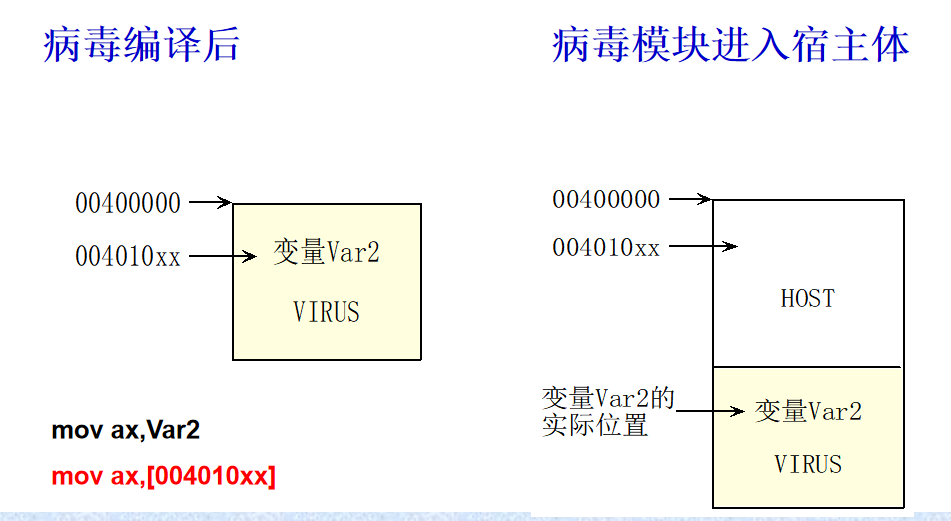 病毒编译后
病毒模块进入宿主体
00400000
004010xx
变量Var2
VIRUS
mov ax,Var2
mov ax,[004010xx]
00400000
004010xx
HOST
变量Var2的
实际位置
变量Var2
VIRUS